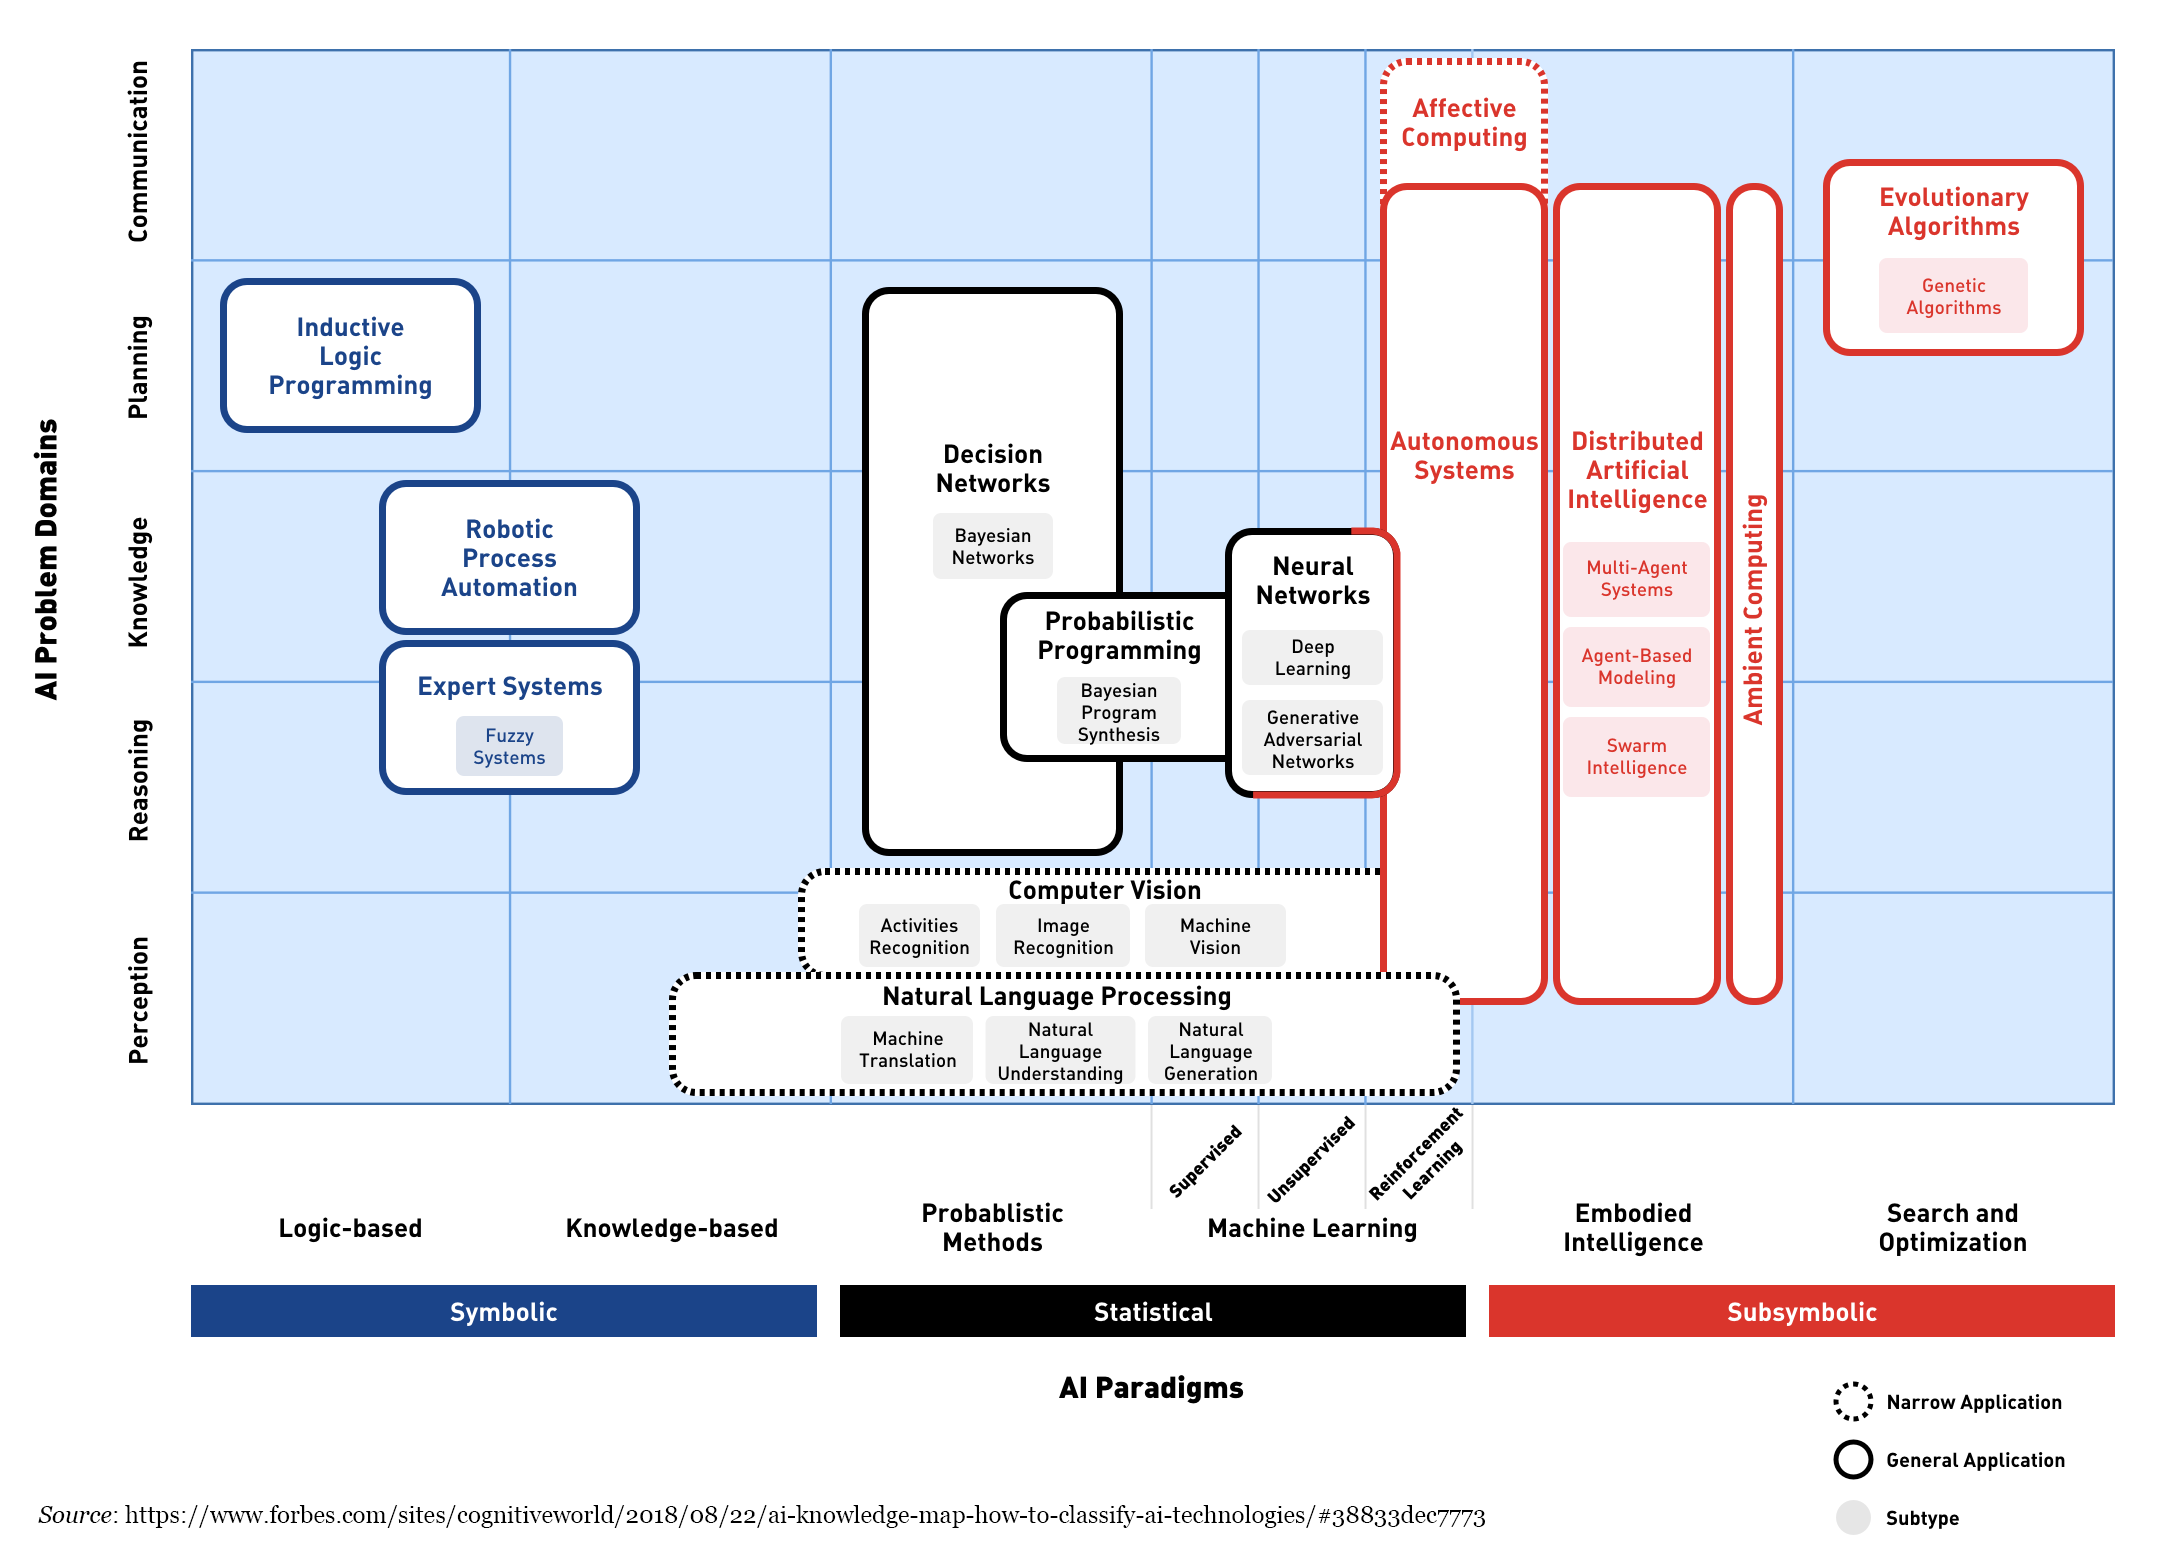 AI Problem Domains
Communication
Planning
Knowledge
Reasoning
Perception
Affective
Computing
Evolutionary
Algorithms
Genetic
Algorithms
Inductive
Logic
Programming
Decision
Networks
Bayesian
Networks
Autonomous
Systems
Distributed
Artificial
Intelligence
Multi-Agent
Systems
Agent-Based
Modeling
Swarm
Intelligence
Ambient Computing
Robotic
Process
Automation
Expert Systems
Fuzzy
Systems
Probabilistic
Programming
Bayesian
Program
Synthesis
Neural
Networks
Deep
Learning
Generative
Adversarial
Networks
Computer Vision
Activities
Recognition
Image
Recognition
Machine
Vision
Natural Language Processing
Machine
Translation
Natural
Language
Understanding
Natural
Language
Generation
Supervised
Unsupervised
Reinforcement
Learning
Logic-based
Knowledge-based
Probablistic
Methods
Machine Learning
Embodied
Intelligence
Search and
Optimization
Symbolic
Statistical
Subsymbolic
AI Paradigms
Narrow Application
General Application
Subtype
Source: https://www.forbes.com/sites/cognitiveworld/2018/08/22/ai-knowledge-map-how-to-classify-ai-technologies/#38833dec7773